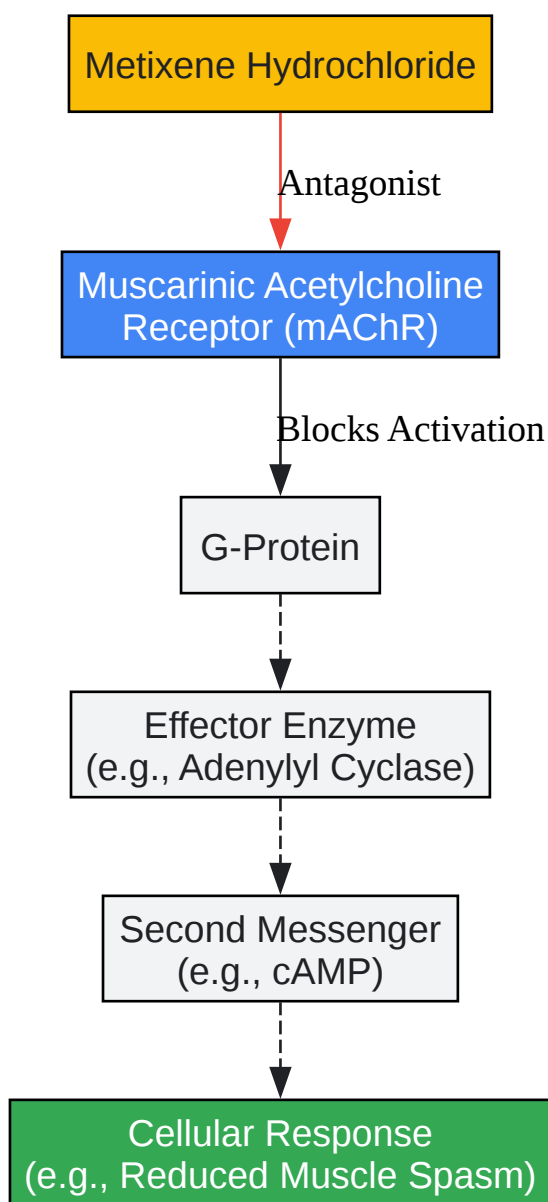 Metixene Hydrochloride
Antagonist
Muscarinic Acetylcholine
Receptor (mAChR)
Blocks Activation
G-Protein
Effector Enzyme
(e.g., Adenylyl Cyclase)
Second Messenger
(e.g., cAMP)
Cellular Response
(e.g., Reduced Muscle Spasm)